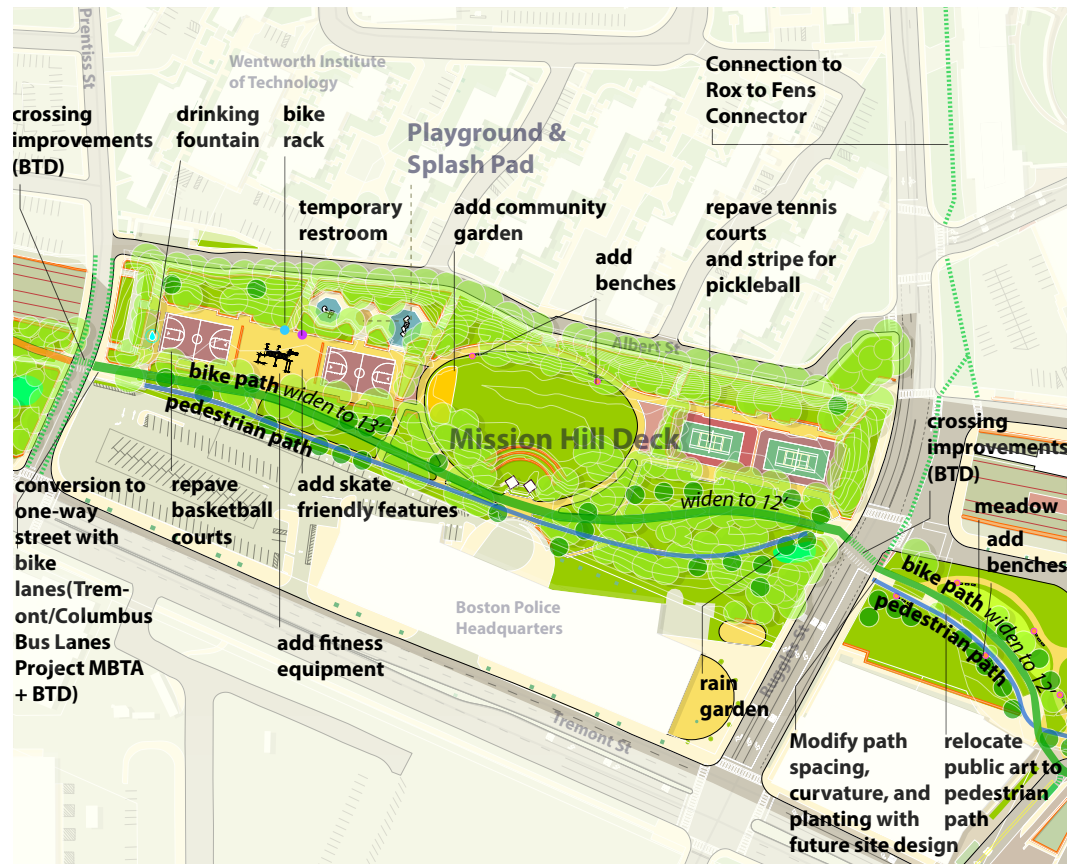 Prentiss St
Wentworth Institute
of Technology
Connection to
Rox to Fens
Connector
crossing
improvements
(BTD)
drinking
fountain
bike
rack
Playground &
Splash Pad
temporary
restroom
add community
garden
add
benches
repave tennis
courts
and stripe for
pickleball
Albert St
bike path widen to 13'
pedestrian path
Mission Hill Deck
widen to 12'
crossing
improvements
(BTD)
meadow
add
benches
bike path widen to 12'
pedestrian path
conversion to
one-way
street with
bike
lanes(Trem-
ont/Columbus
Bus Lanes
Project MBTA
+ BTD)
repave
basketball
courts
add skate
friendly features
add fitness
equipment
Boston Police
Headquarters
Tremont St
rain
garden
Ruggles St
Modify path
spacing,
curvature, and
planting with
future site design
relocate
public art to
pedestrian
path